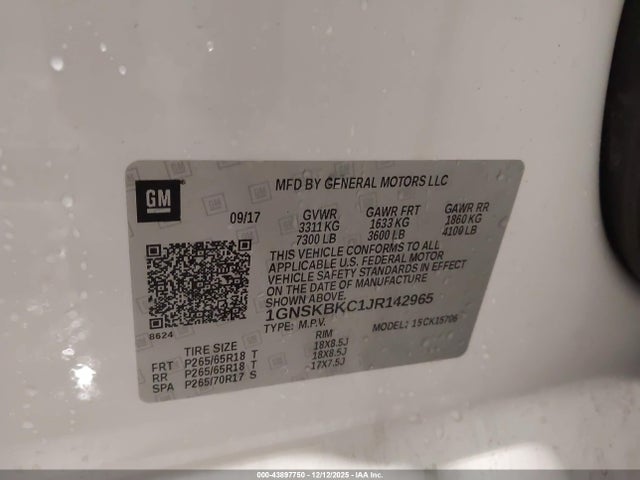 GM
MFD BY GENERAL MOTORS LLC
09/17 GVWR GAWR FRT GAWR RR
3311 KG 1633 KG 1860 KG
7300 LB 3600 LB 4100 LB
THIS VEHICLE CONFORMS TO ALL
APPLICABLE U.S. FEDERAL MOTOR
VEHICLE SAFETY STANDARDS IN EFFECT
ON THE DATE OF MANUFACTURE
SHOWN ABOVE.
1GNSKBKC1JR142965
TYPE: M.P.V. MODEL: 15CK15706
8624
TIRE SIZE RIM
FRT P265/65R18 T 18X8.5J
RR P265/65R18 T 18X8.5J
SPA P265/70R17 S 17X7.5J
000-43897750 - 12/12/2025 - IAAI, Inc.